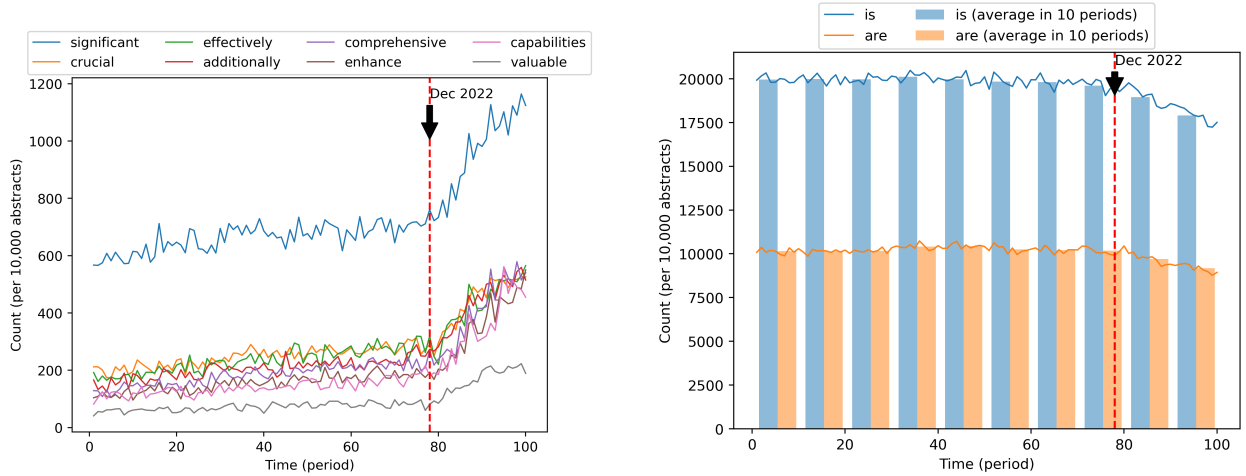 significant effectively comprehensive capabilities
crucial additionally enhance valuable
Dec 2022
1200
1000
800
600
400
200
0
0 20 40 60 80 100
Count (per 10,000 abstracts)
Time (period)
is is (average in 10 periods)
are are (average in 10 periods)
Dec 2022
20000
17500
15000
12500
10000
7500
5000
2500
0
0 20 40 60 80 100
Count (per 10,000 abstracts)
Time (period)